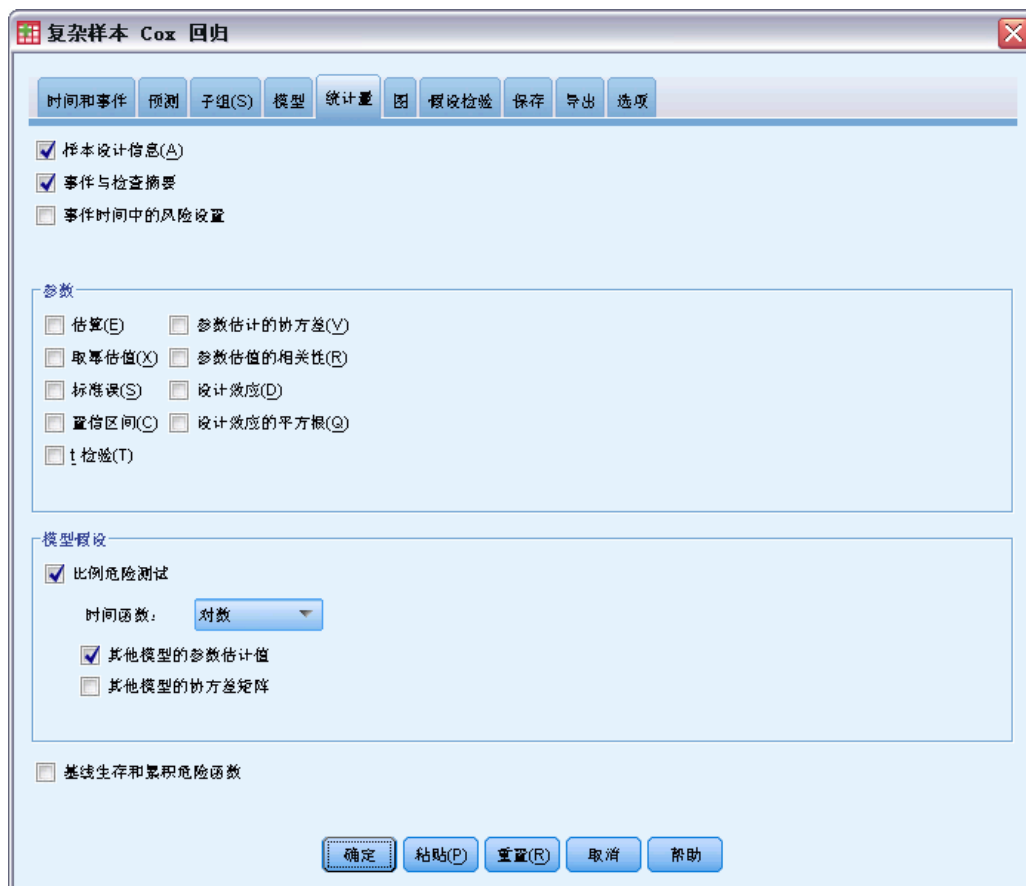 复杂样本 Cox 回归
时间和事件 预测 子组(S) 模型 统计量 图 假设检验 保存 导出 选项
样本设计信息(A)
事件与检查摘要
事件时间中的风险设置
参数
估算(E) 参数估计的协方差(V)
取幂估值(X) 参数估值的相关性(R)
标准误(S) 设计效应(D)
置信区间(C) 设计效应的平方根(Q)
t 检验(T)
模型假设
比例危险测试
时间函数: 对数
其他模型的参数估计值
其他模型的协方差矩阵
基线生存和累积危险函数
确定 粘贴(P) 重置(R) 取消 帮助